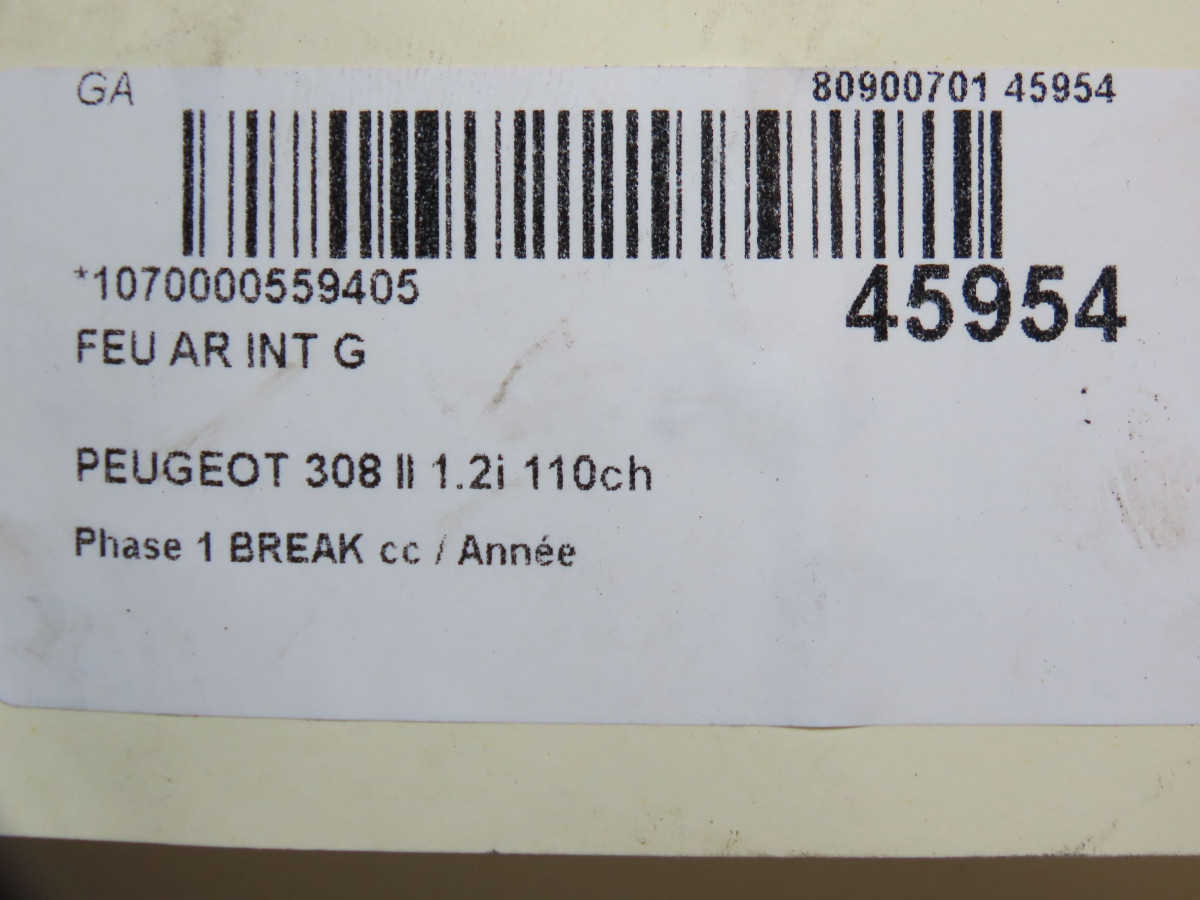 GA 80900701 45954
*1070000559405
45954
FEU AR INT G
PEUGEOT 308 II 1.2i 110ch
Phase 1 BREAK cc / Année